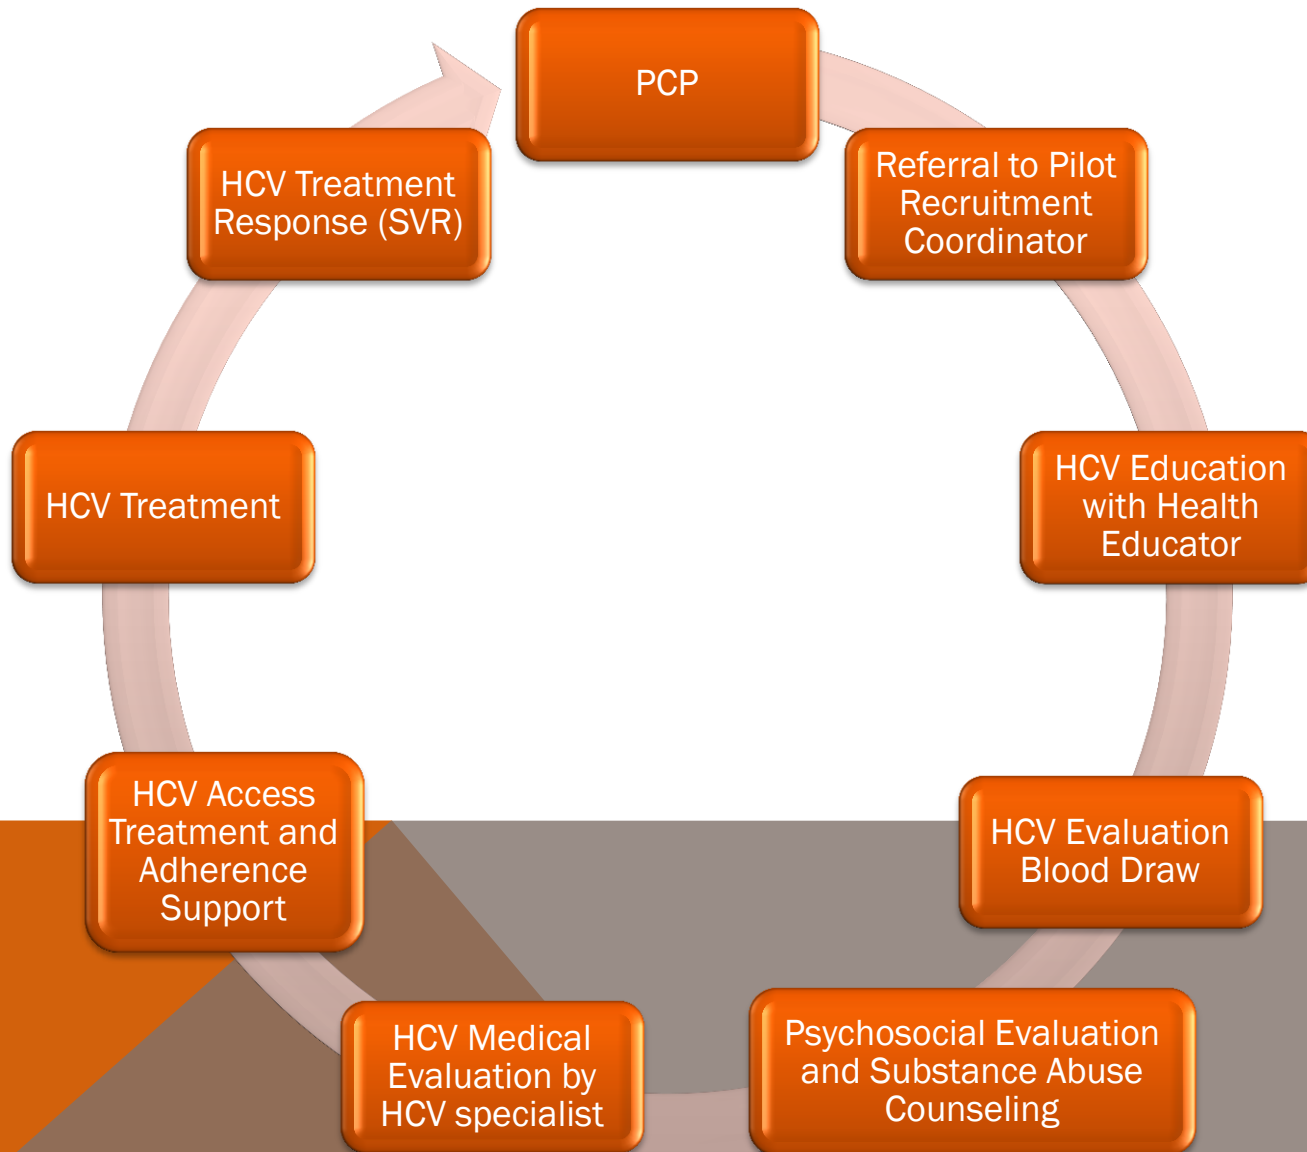 PCP
Referral to Pilot
Recruitment
Coordinator
HCV Education
with Health
Educator
HCV Evaluation
Blood Draw
Psychosocial Evaluation
and Substance Abuse
Counseling
HCV Medical
Evaluation by
HCV specialist
HCV Access
Treatment and
Adherence
Support
HCV Treatment
HCV Treatment
Response (SVR)